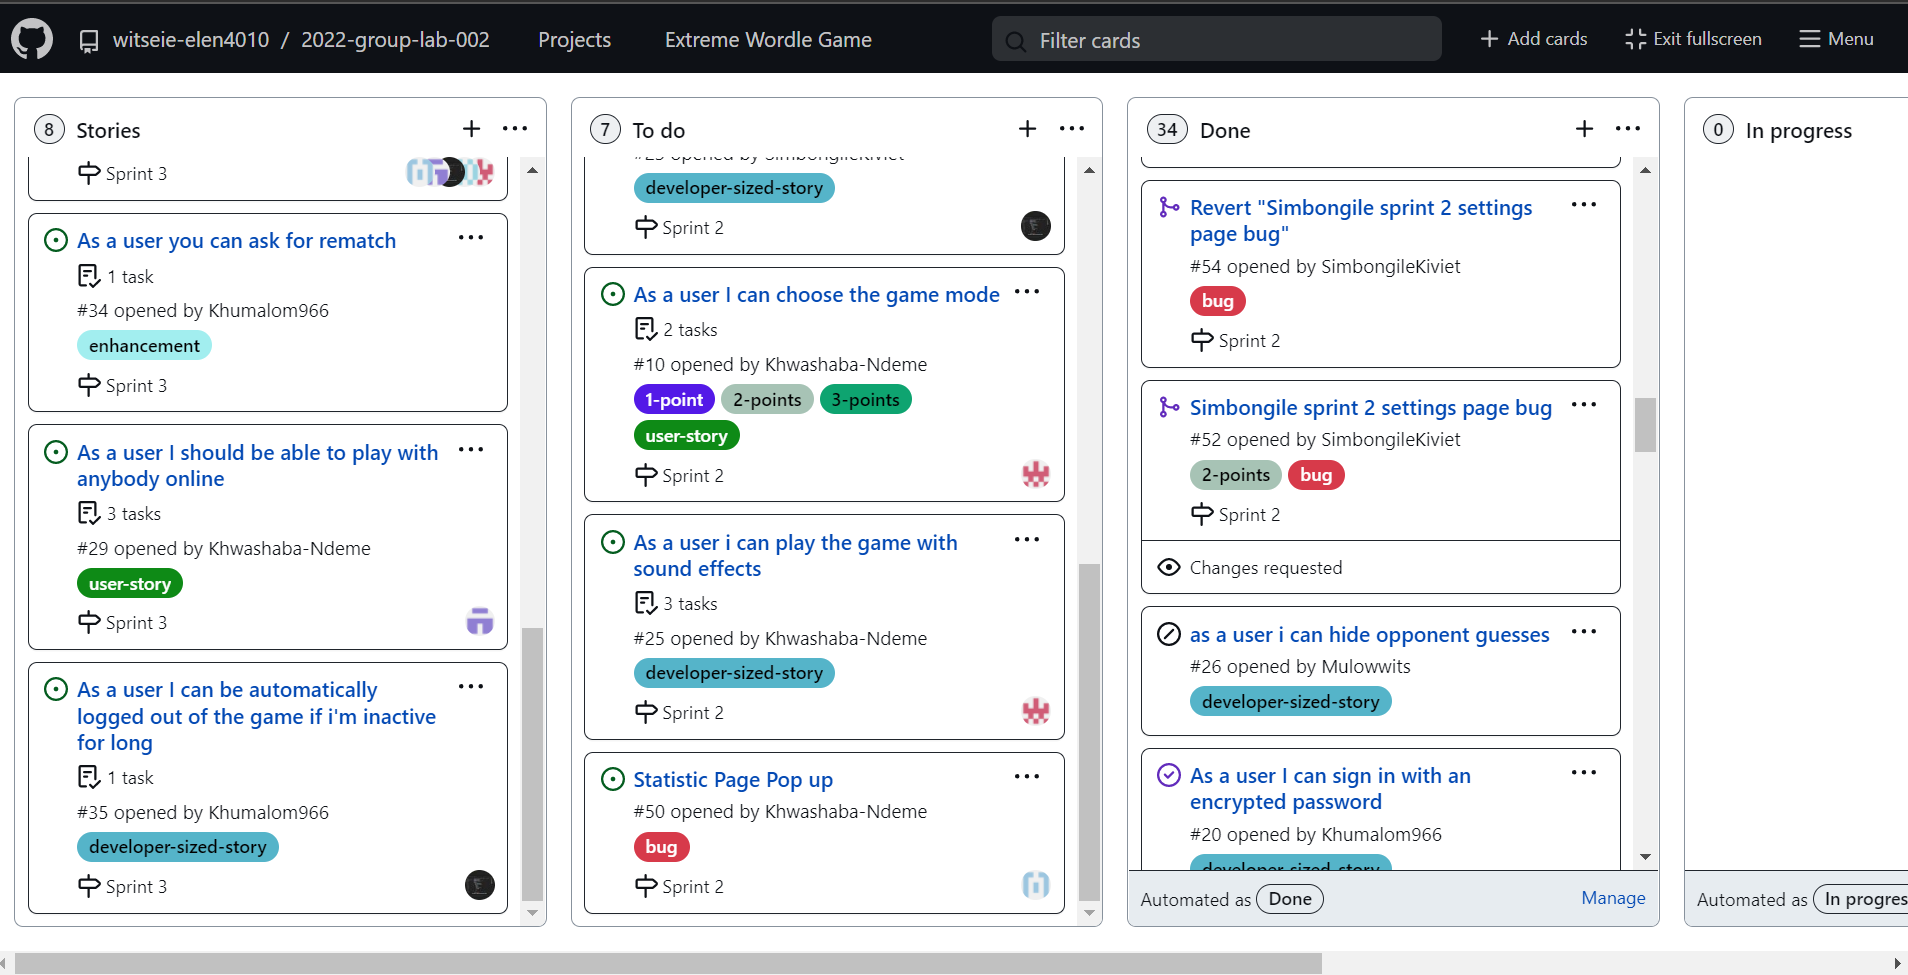 witseie-elen4010 / 2022-group-lab-002
Projects
Extreme Wordle Game
Filter cards
Add cards
Exit fullscreen
Menu
8 Stories
Sprint 3
As a user you can ask for rematch
1 task
#34 opened by Khumalom966
enhancement
Sprint 3
As a user I should be able to play with
anybody online
3 tasks
#29 opened by Khwashaba-Ndeme
user-story
Sprint 3
As a user I can be automatically
logged out of the game if i'm inactive
for long
1 task
#35 opened by Khumalom966
developer-sized-story
Sprint 3
7 To do
#25 opened by SimbongileKiviet
developer-sized-story
Sprint 2
As a user I can choose the game mode
2 tasks
#10 opened by Khwashaba-Ndeme
1-point 2-points 3-points
user-story
Sprint 2
As a user i can play the game with
sound effects
3 tasks
#25 opened by Khwashaba-Ndeme
developer-sized-story
Sprint 2
Statistic Page Pop up
#50 opened by Khwashaba-Ndeme
bug
Sprint 2
34 Done
Revert "Simbongile sprint 2 settings
page bug"
#54 opened by SimbongileKiviet
bug
Sprint 2
Simbongile sprint 2 settings page bug
#52 opened by SimbongileKiviet
2-points bug
Sprint 2
Changes requested
as a user i can hide opponent guesses
#26 opened by Mulowwits
developer-sized-story
As a user I can sign in with an
encrypted password
#20 opened by Khumalom966
developer-sized-story
Automated as Done
Manage
0 In progress
Automated as In progres